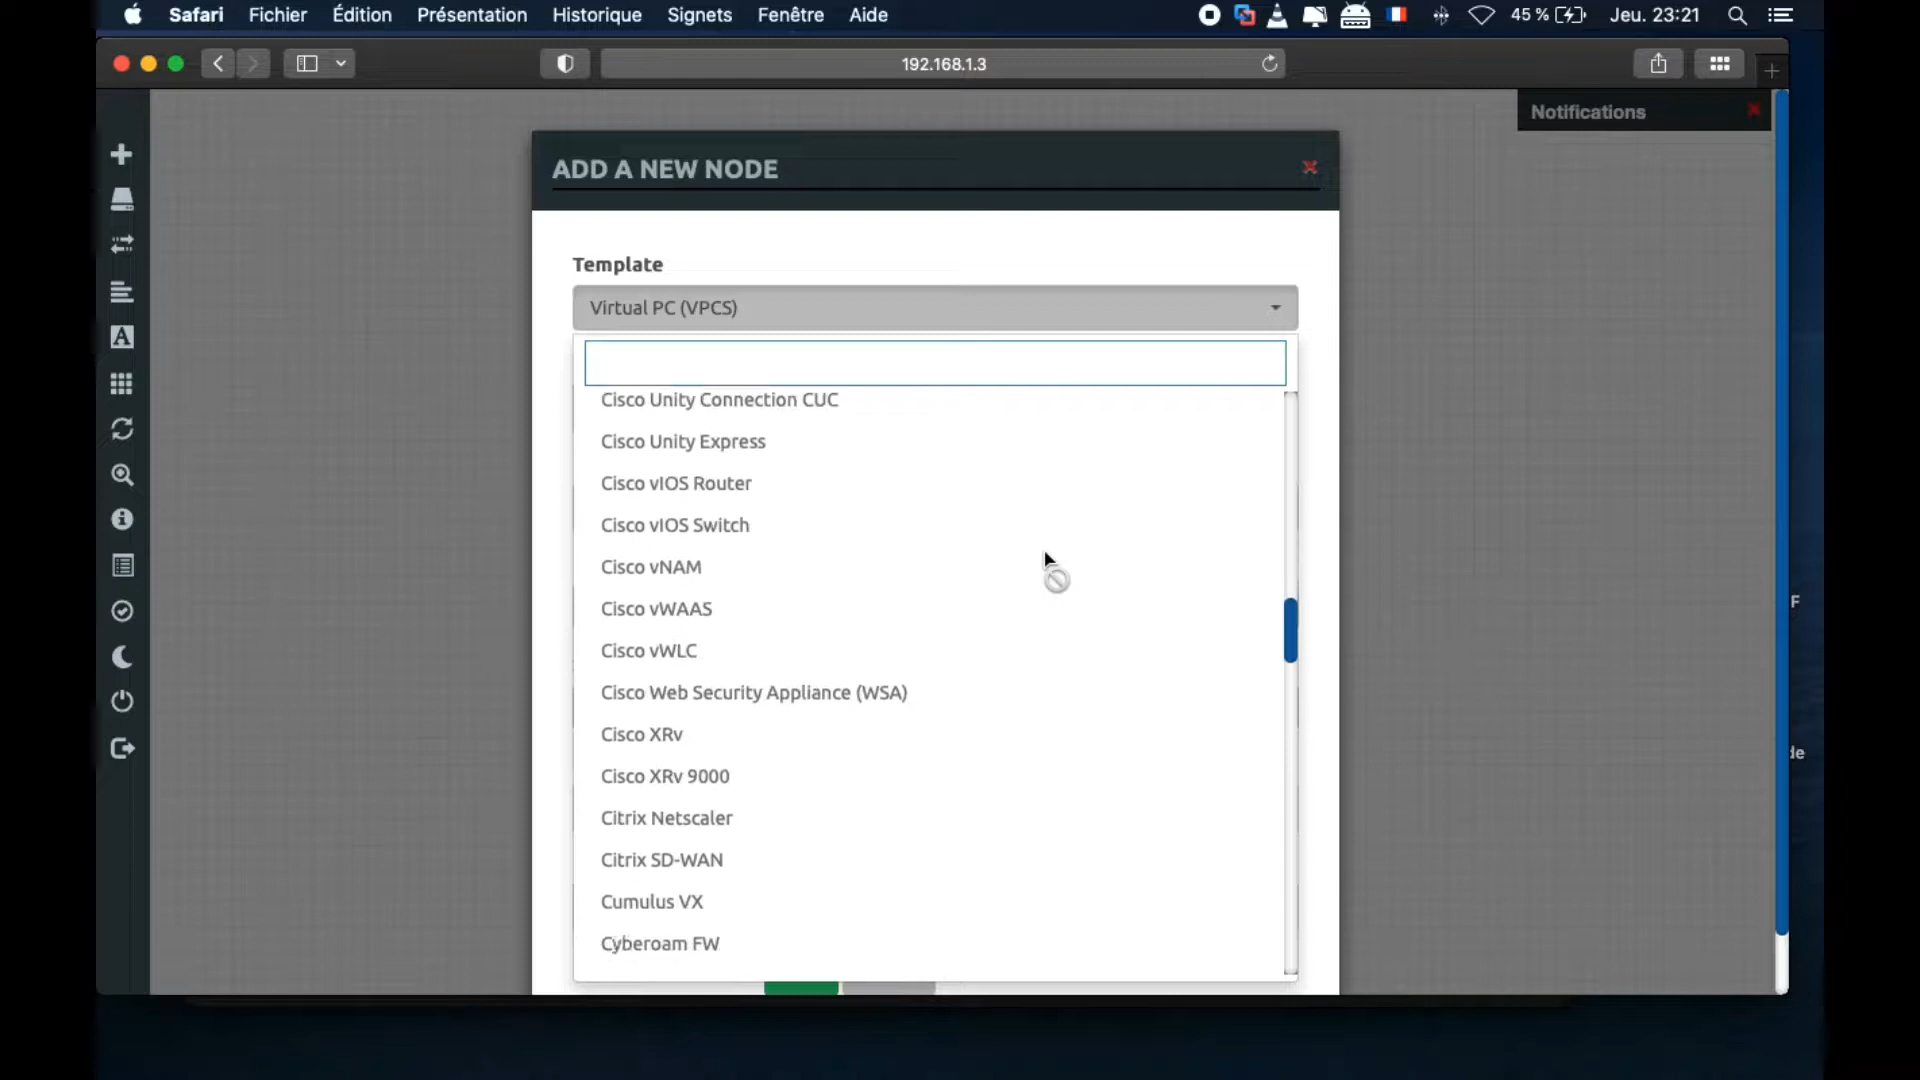 Safari Fichier Édition Présentation Historique Signets Fenêtre Aide 45 % Jeu. 23:21
192.168.1.3
Notifications
ADD A NEW NODE
Template
Virtual PC (VPCS)
Cisco Unity Connection CUC
Cisco Unity Express
Cisco vIOS Router
Cisco vIOS Switch
Cisco vNAM
Cisco vWAAS
Cisco vWLC
Cisco Web Security Appliance (WSA)
Cisco XRv
Cisco XRv 9000
Citrix Netscaler
Citrix SD-WAN
Cumulus VX
Cyberoam FW
F
de